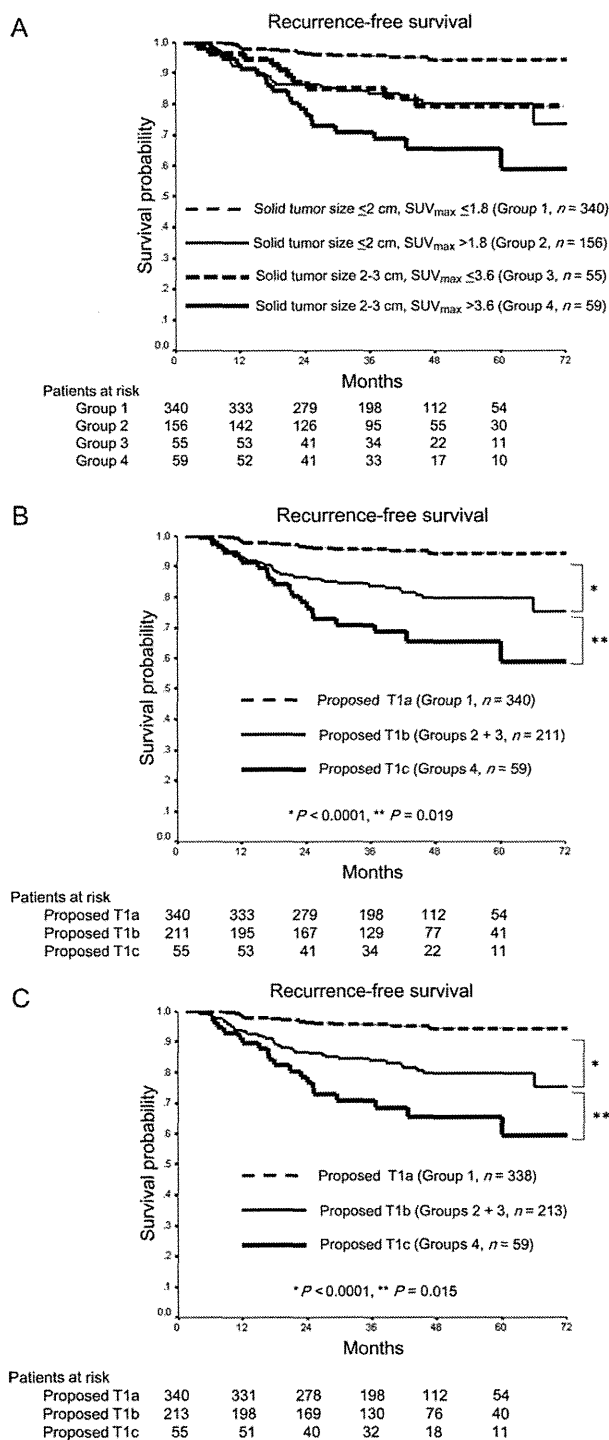 A
Recurrence-free survival
Survival probability
1.0
.9
.8
.7
.6
.5
.4
.3
.2
.1
0.0
Solid tumor size ≤2 cm, SUVmax ≤1.8 (Group 1, n = 340)
Solid tumor size ≤2 cm, SUVmax >1.8 (Group 2, n = 156)
Solid tumor size 2-3 cm, SUVmax ≤3.6 (Group 3, n = 55)
Solid tumor size 2-3 cm, SUVmax >3.6 (Group 4, n = 59)
0 12 24 36 48 60 72
Months
Patients at risk
Group 1 340 333 279 198 112 54
Group 2 156 142 126 95 55 30
Group 3 55 53 41 34 22 11
Group 4 59 52 41 33 17 10
B
Recurrence-free survival
Survival probability
1.0
.9
.8
.7
.6
.5
.4
.3
.2
.1
0.0
*
**
Proposed T1a (Group 1, n = 340)
Proposed T1b (Groups 2 + 3, n = 211)
Proposed T1c (Groups 4, n = 59)
* P < 0.0001, ** P = 0.019
0 12 24 36 48 60 72
Months
Patients at risk
Proposed T1a 340 333 279 198 112 54
Proposed T1b 211 195 167 129 77 41
Proposed T1c 55 53 41 34 22 11
C
Recurrence-free survival
Survival probability
1.0
.9
.8
.7
.6
.5
.4
.3
.2
.1
0.0
*
**
Proposed T1a (Group 1, n = 338)
Proposed T1b (Groups 2 + 3, n = 213)
Proposed T1c (Groups 4, n = 59)
* P < 0.0001, ** P = 0.015
0 12 24 36 48 60 72
Months
Patients at risk
Proposed T1a 340 331 278 198 112 54
Proposed T1b 213 198 169 130 76 40
Proposed T1c 55 51 40 32 18 11